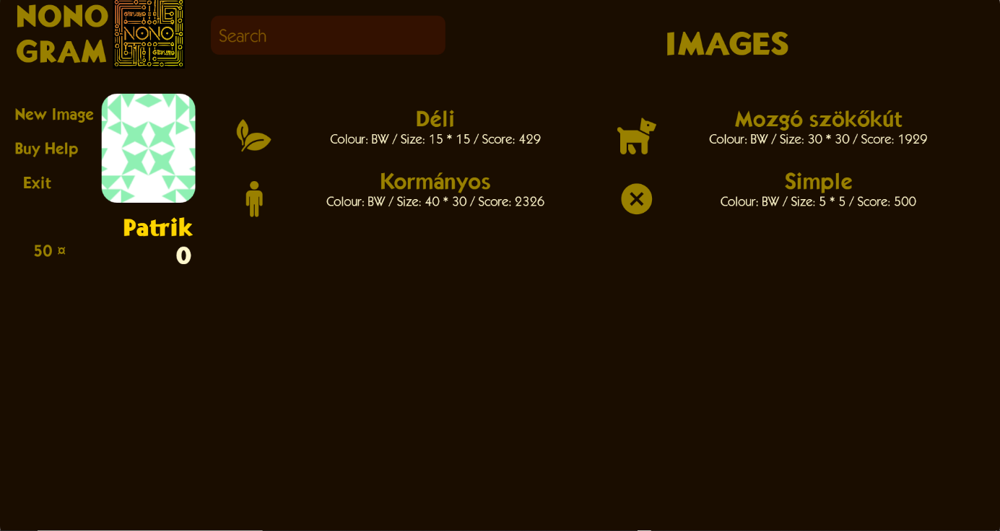 NONO
GRAM
NONO
Search
IMAGES
New Image
Buy Help
Exit
Patrik
0
50 ¤
Déli
Colour: BW / Size: 15 * 15 / Score: 429
Mozgó szökőkút
Colour: BW / Size: 30 * 30 / Score: 1929
Kormányos
Colour: BW / Size: 40 * 30 / Score: 2326
Simple
Colour: BW / Size: 5 * 5 / Score: 500